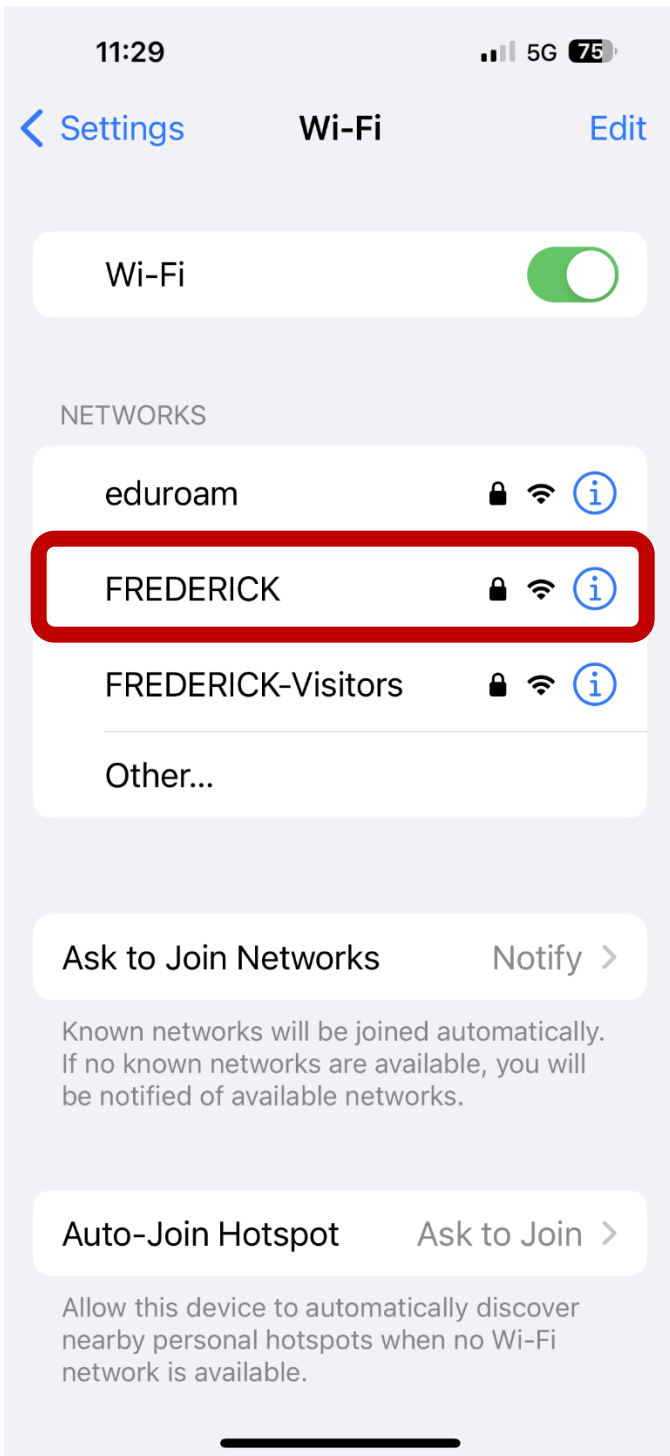 11:29 5G 75
Settings Wi-Fi Edit
Wi-Fi
NETWORKS
eduroam
FREDERICK
FREDERICK-Visitors
Other...
Ask to Join Networks Notify
Known networks will be joined automatically.
If no known networks are available, you will
be notified of available networks.
Auto-Join Hotspot Ask to Join
Allow this device to automatically discover
nearby personal hotspots when no Wi-Fi
network is available.